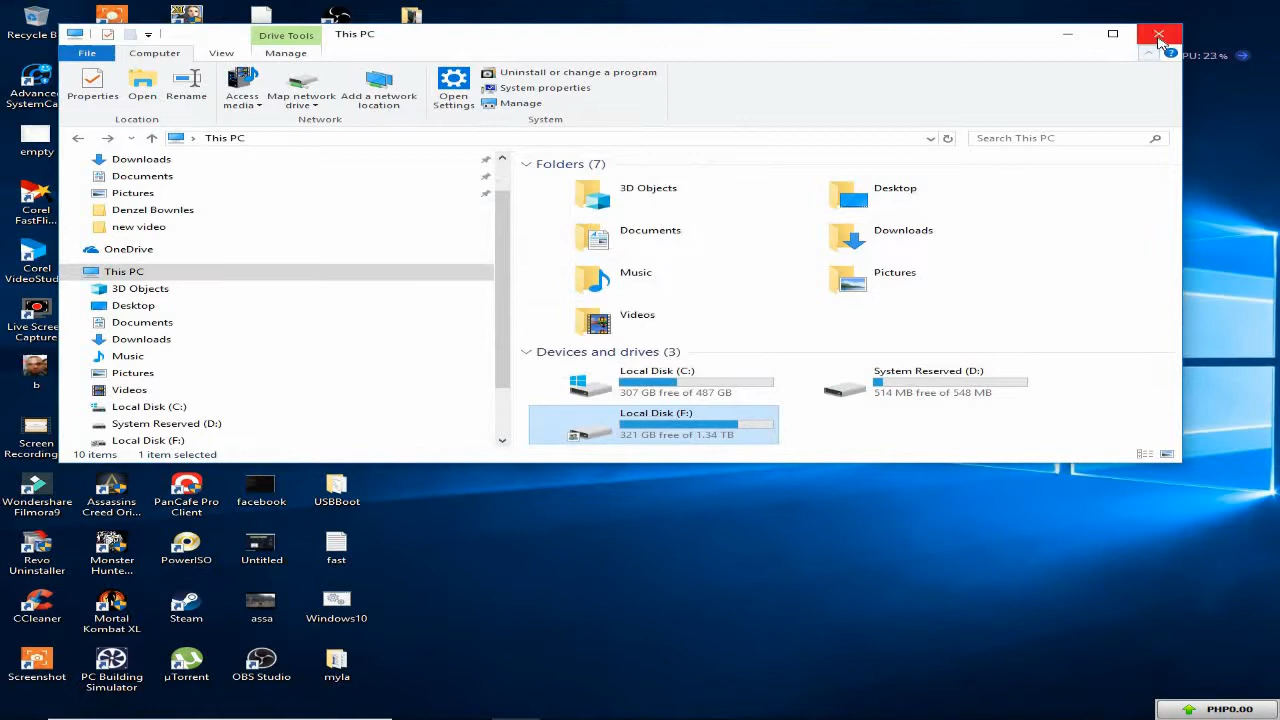 Recycle B
Drive Tools
This PC
File
Computer
View
Manage
PU: 23 %
Properties
Open
Rename
Access media
Map network drive
Add a network location
Open Settings
Uninstall or change a program
System properties
Manage
Location
Network
System
This PC
Search This PC
Downloads
Documents
Pictures
Denzel Bownles
new video
OneDrive
This PC
3D Objects
Desktop
Documents
Downloads
Music
Pictures
Videos
Local Disk (C:)
System Reserved (D:)
Local Disk (F:)
Folders (7)
3D Objects
Desktop
Documents
Downloads
Music
Pictures
Videos
Devices and drives (3)
Local Disk (C:)
307 GB free of 487 GB
System Reserved (D:)
514 MB free of 548 MB
Local Disk (F:)
321 GB free of 1.34 TB
10 items
1 item selected
Advanc
SystemCa
empty
Corel
FastFli...
Corel
VideoStud
Live Scree
Capture
b
Screen
Recording
Wondershare
Filmora9
Assassins
Creed Ori...
PanCafe Pro
Client
facebook
USBBoot
Revo
Uninstaller
Monster
Hunte...
PowerISO
Untitled
fast
CCleaner
Mortal
Kombat XL
Steam
assa
Windows10
Screenshot
PC Building
Simulator
µTorrent
OBS Studio
myla
PHP0.00